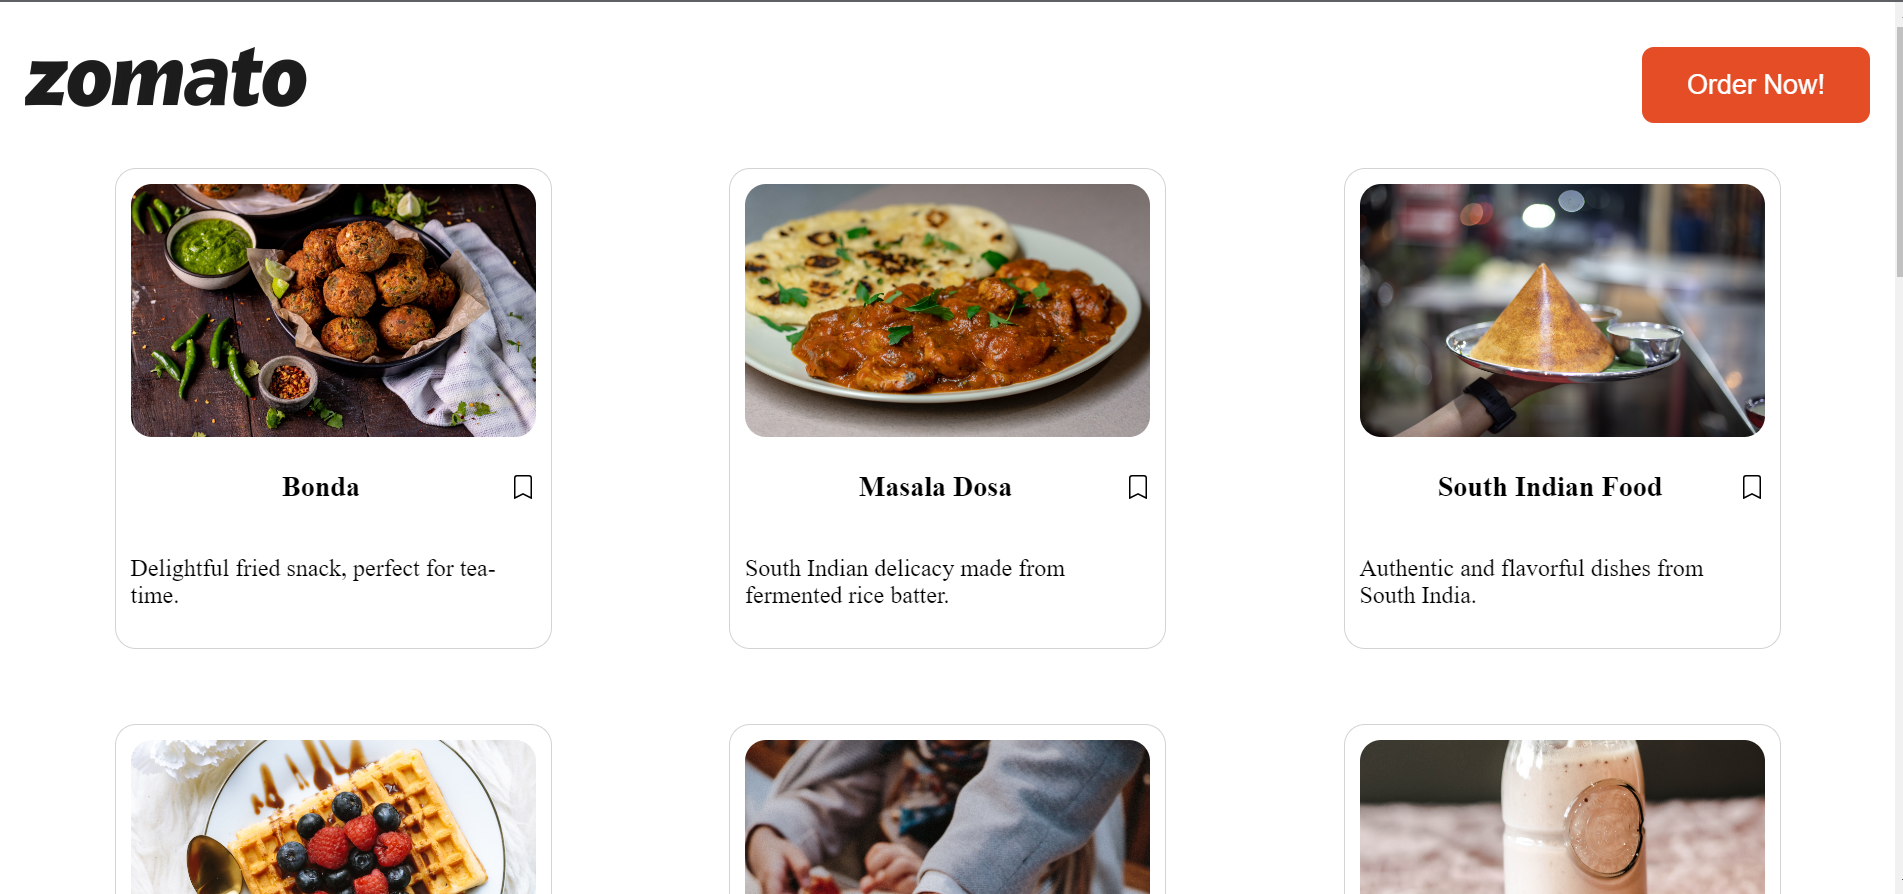 zomato
Order Now!
Bonda
Masala Dosa
South Indian Food
Delightful fried snack, perfect for tea-
time.
South Indian delicacy made from
fermented rice batter.
Authentic and flavorful dishes from
South India.